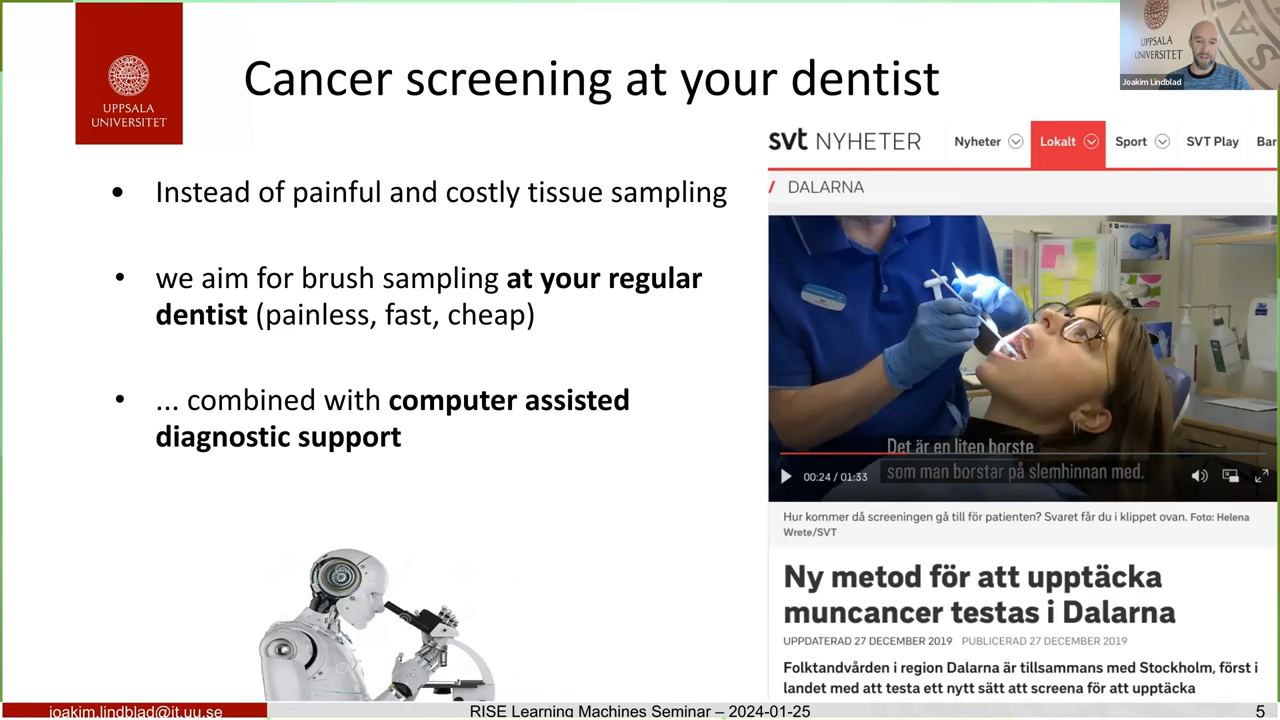 UPPSALA
UNIVERSITET
Cancer screening at your dentist
• Instead of painful and costly tissue sampling
• we aim for brush sampling at your regular
dentist (painless, fast, cheap)
• ... combined with computer assisted
diagnostic support
UPPSALA
UNIVERSITET
Joakim Lindblad
svt NYHETER
Nyheter Lokalt Sport SVT Play Bar
/ DALARNA
Det är en liten borste
som man borstar på slemhinnan med.
00:24 / 01:33
Hur kommer då screeningen gå till för patienten? Svaret får du i klippet ovan. Foto: Helena
Wrete/SVT
Ny metod för att upptäcka
muncancer testas i Dalarna
UPPDATERAD 27 DECEMBER 2019 PUBLICERAD 27 DECEMBER 2019
Folktandvården i region Dalarna är tillsammans med Stockholm, först i
landet med att testa ett nytt sätt att screena för att upptäcka
joakim.lindblad@it.uu.se
RISE Learning Machines Seminar – 2024-01-25
5